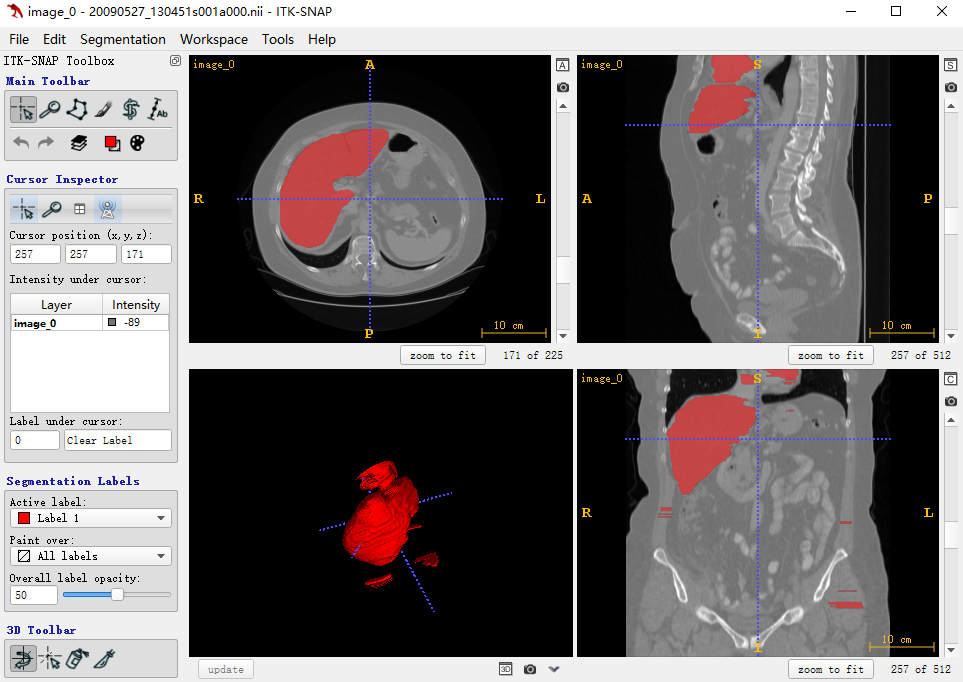 image_0 - 20090527_130451s001a000.nii - ITK-SNAP
File Edit Segmentation Workspace Tools Help
ITK-SNAP Toolbox
Main Toolbar
Ab
Cursor Inspector
Cursor position (x,y,z):
257 257 171
Intensity under cursor:
Layer Intensity
image_0 -89
Label under cursor:
0 Clear Label
Segmentation Labels
Active label:
Label 1
Paint over:
All labels
Overall label opacity:
50
3D Toolbar
image_0
A
R
L
P
10 cm
A
zoom to fit 171 of 225
image_0
S
A
P
I
10 cm
S
zoom to fit 257 of 512
update
3D
image_0
S
R
L
I
10 cm
C
zoom to fit 257 of 512